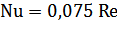 Nu = 0,075 Re